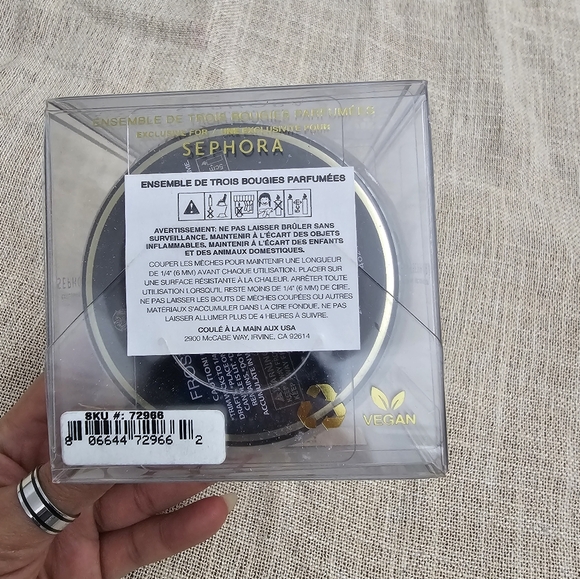 ENSEMBLE DE TROIS BOUGIES PARFUMÉES
EXCLUSIVE FOR / UNE EXCLUSIVITÉ POUR
SEPHORA
ENSEMBLE DE TROIS BOUGIES PARFUMÉES
AVERTISSEMENT: NE PAS LAISSER BRÛLER SANS
SURVEILLANCE. MAINTENIR À L'ÉCART DES OBJETS
INFLAMMABLES. MAINTENIR À L'ÉCART DES ENFANTS
ET DES ANIMAUX DOMESTIQUES.
COUPER LES MÈCHES POUR MAINTENIR UNE LONGUEUR
DE 1/4" (6 MM) AVANT CHAQUE UTILISATION. PLACER SUR
UNE SURFACE RÉSISTANTE À LA CHALEUR. ARRÊTER TOUTE
UTILISATION LORSQU'IL RESTE MOINS DE 1/4" (6 MM) DE CIRE.
NE PAS LAISSER LES BOUTS DE MÈCHES COUPÉES OU AUTRES
MATÉRIAUX S'ACCUMULER DANS LA CIRE FONDUE. NE PAS
LAISSER ALLUMER PLUS DE 4 HEURES À SUIVRE.
COULÉ À LA MAIN AUX USA
2900 McCABE WAY, IRVINE, CA 92614
FROS
CAUTION
VEGAN
SKU #: 72966
8 06644 72966 2